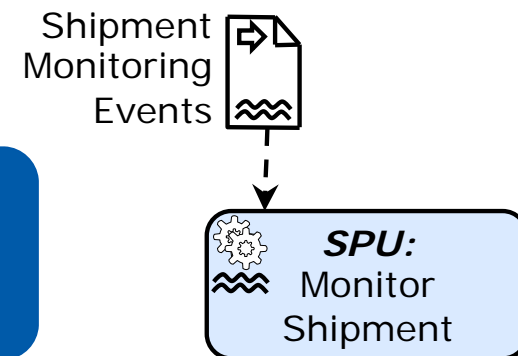 Shipment
Monitoring
Events
SPU:
Monitor
Shipment